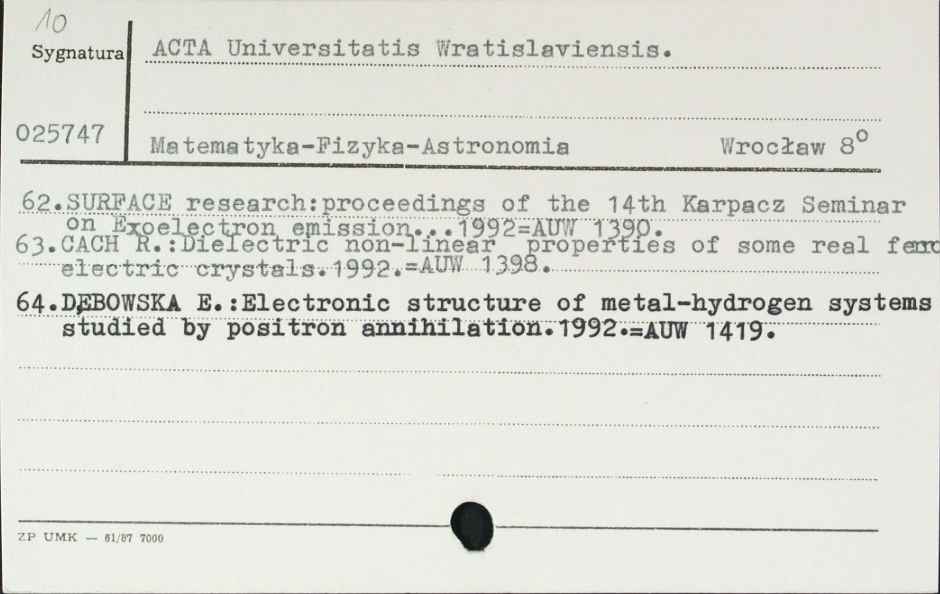 10
Sygnatura
ACTA Universitatis Wratislaviensis.
025747
Matematyka-Fizyka-Astronomia Wrocław 8°
62.SURFACE research:proceedings of the 14th Karpacz Seminar
on Exoelectron emission...1992=AUW 1390.
63.CACH R.:Dielectric non-linear properties of some real ferro
electric crystals.1992.=AUW 1398.
64.DĘBOWSKA E.:Electronic structure of metal-hydrogen systems
studied by positron annihilation.1992.=AUW 1419.
ZP UMK — 61/87 7000